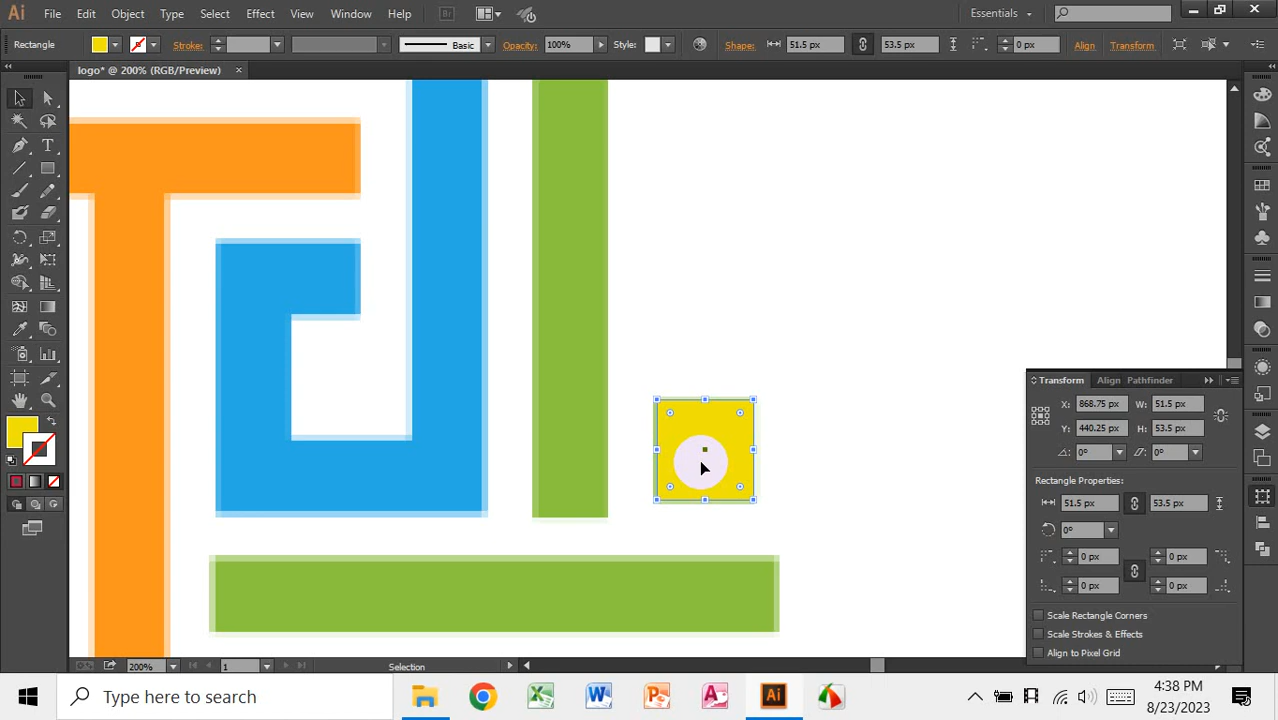 Ai File Edit Object Type Select Effect View Window Help Br Essentials
Rectangle Stroke: Basic Opacity: 100% Style: Shape: 51.5 px 53.5 px 0 px Align Transform
logo* @ 200% (RGB/Preview) ×
Transform Align Pathfinder
X: 868.75 px W: 51.5 px
Y: 440.25 px H: 53.5 px
0° 0°
Rectangle Properties:
51.5 px 53.5 px
0°
0 px 0 px
0 px 0 px
Scale Rectangle Corners
Scale Strokes & Effects
Align to Pixel Grid
200% 1 Selection
Type here to search
4:38 PM
8/23/2023